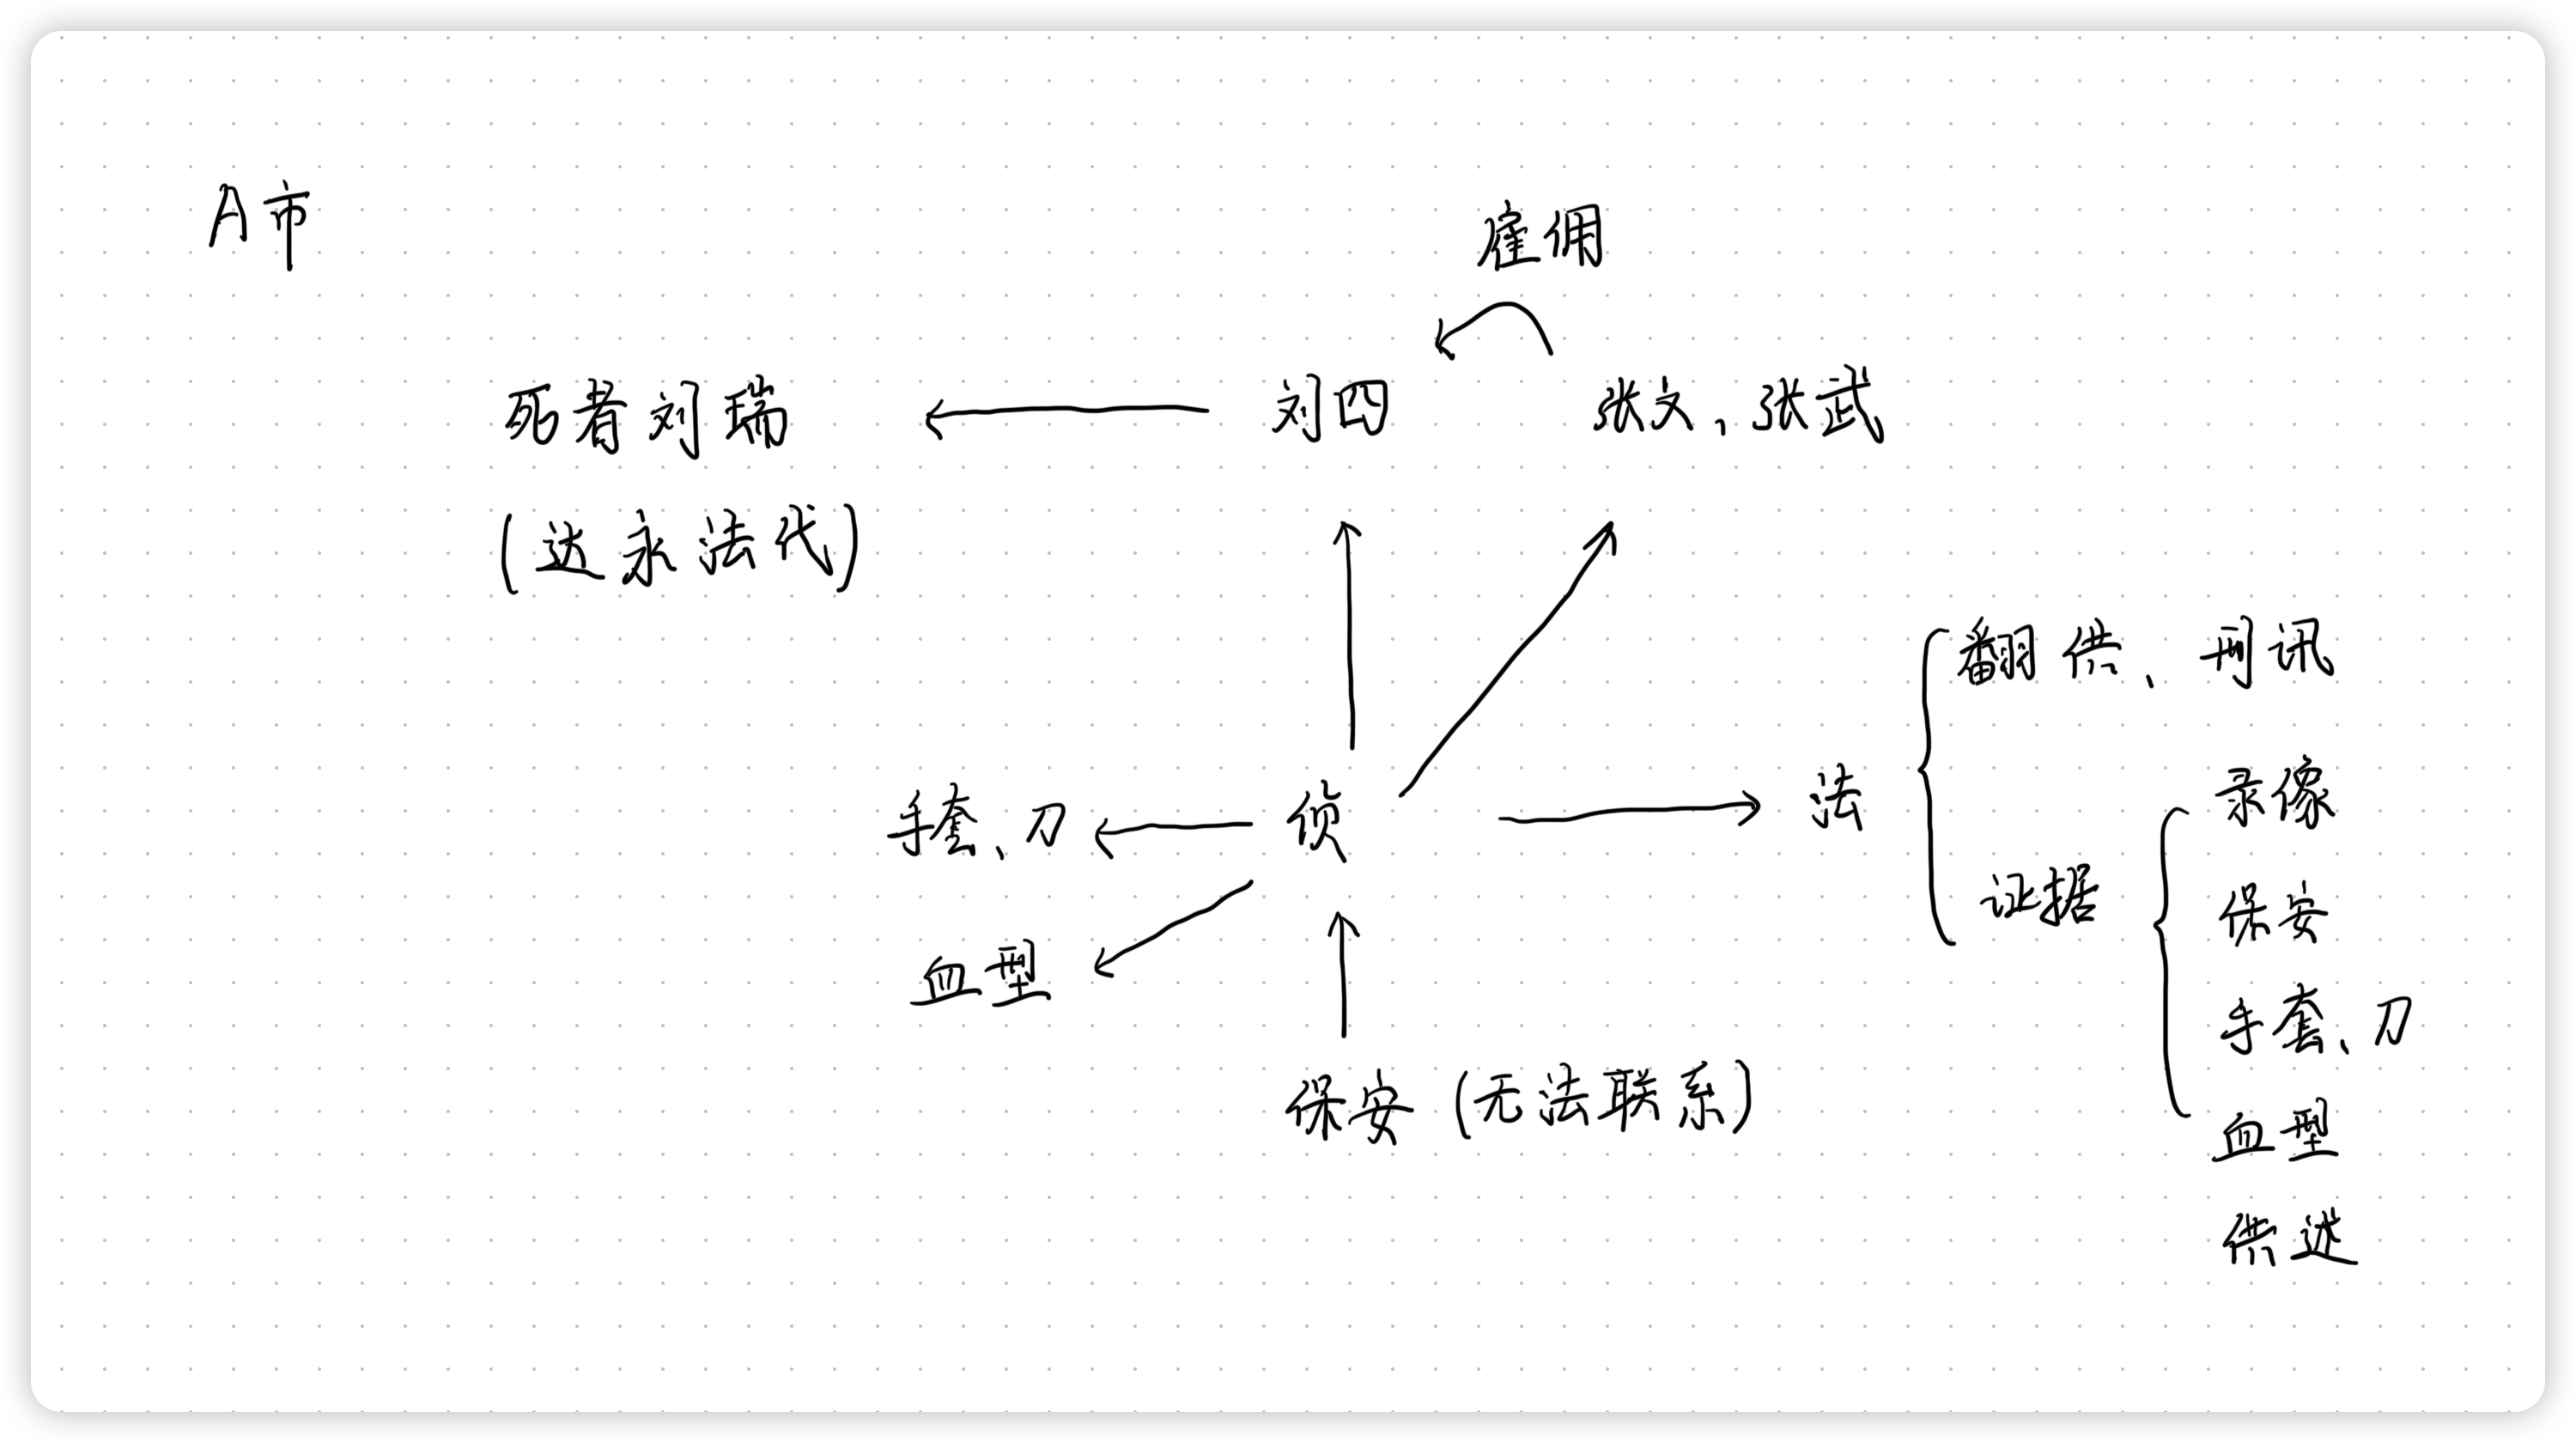 A市
雇佣
死者刘瑞
刘四
张文、张武
(达永法代)
翻供、刑讯
手套、刀
侦
法
录像
证据
保安
血型
手套、刀
保安(无法联系)
血型
供述